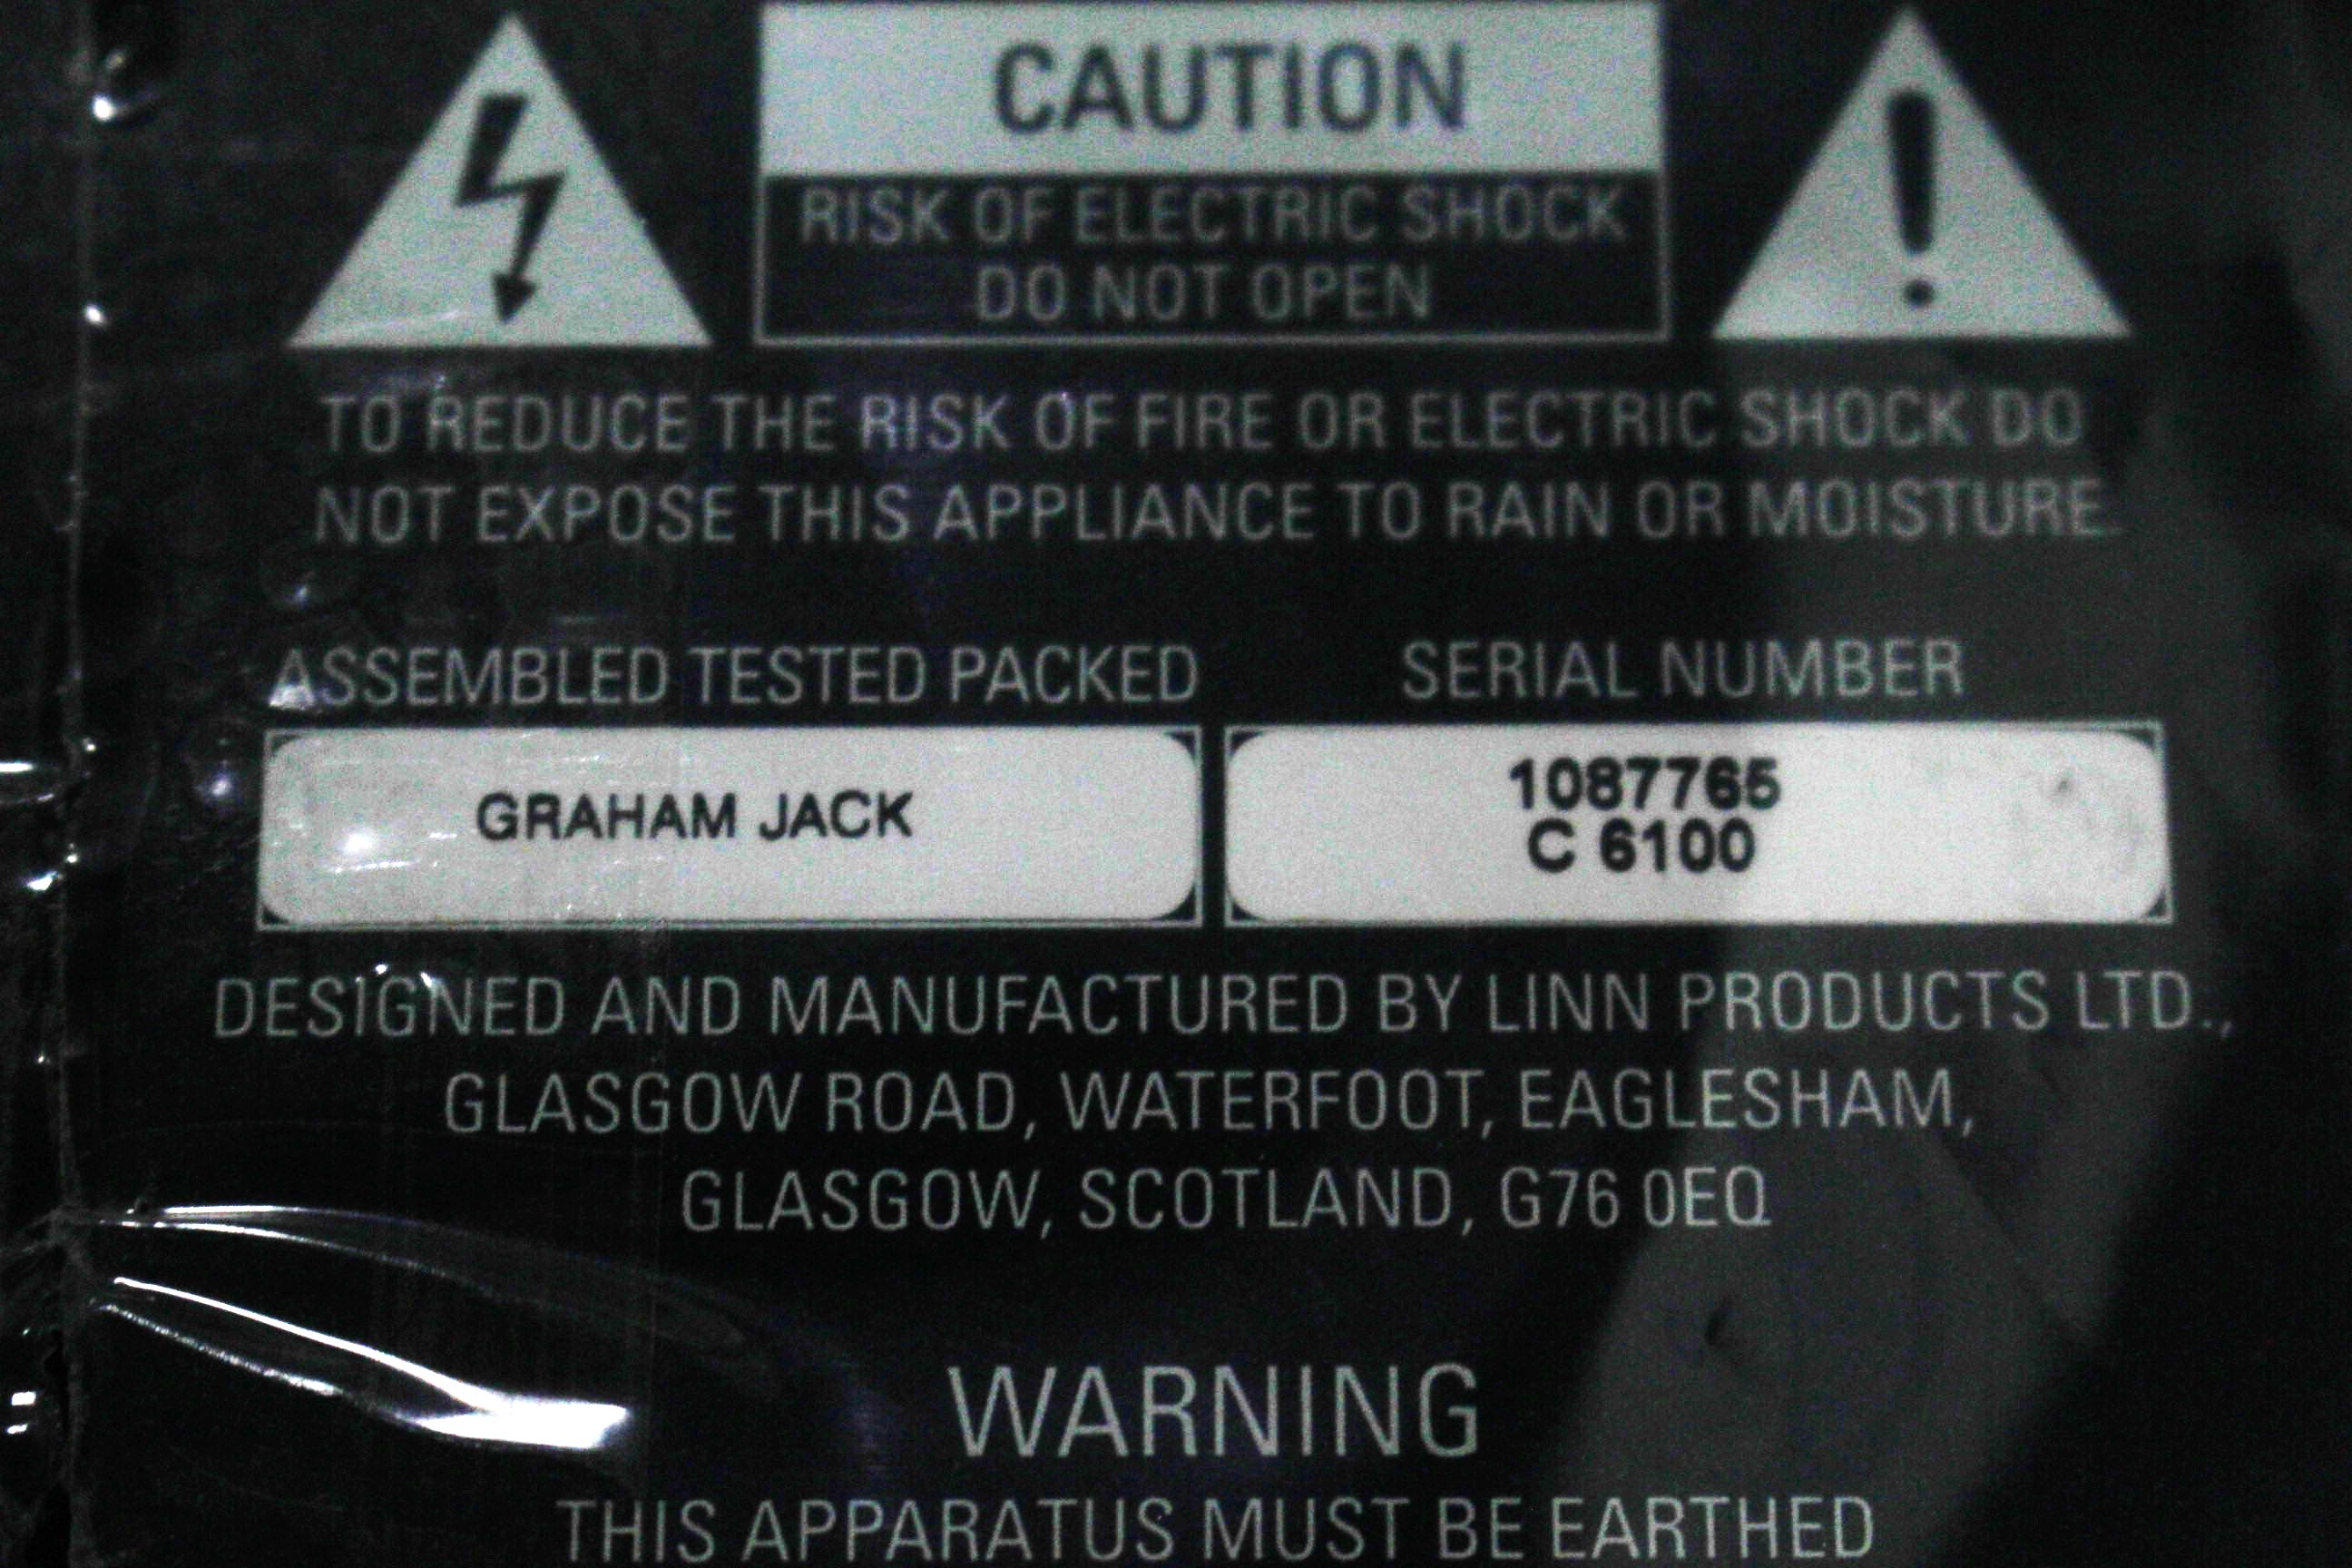 CAUTION
RISK OF ELECTRIC SHOCK
DO NOT OPEN
TO REDUCE THE RISK OF FIRE OR ELECTRIC SHOCK DO
NOT EXPOSE THIS APPLIANCE TO RAIN OR MOISTURE.
ASSEMBLED TESTED PACKED
GRAHAM JACK
SERIAL NUMBER
1087765
C 6100
DESIGNED AND MANUFACTURED BY LINN PRODUCTS LTD.,
GLASGOW ROAD, WATERFOOT, EAGLESHAM,
GLASGOW, SCOTLAND, G76 0EQ
WARNING
THIS APPARATUS MUST BE EARTHED